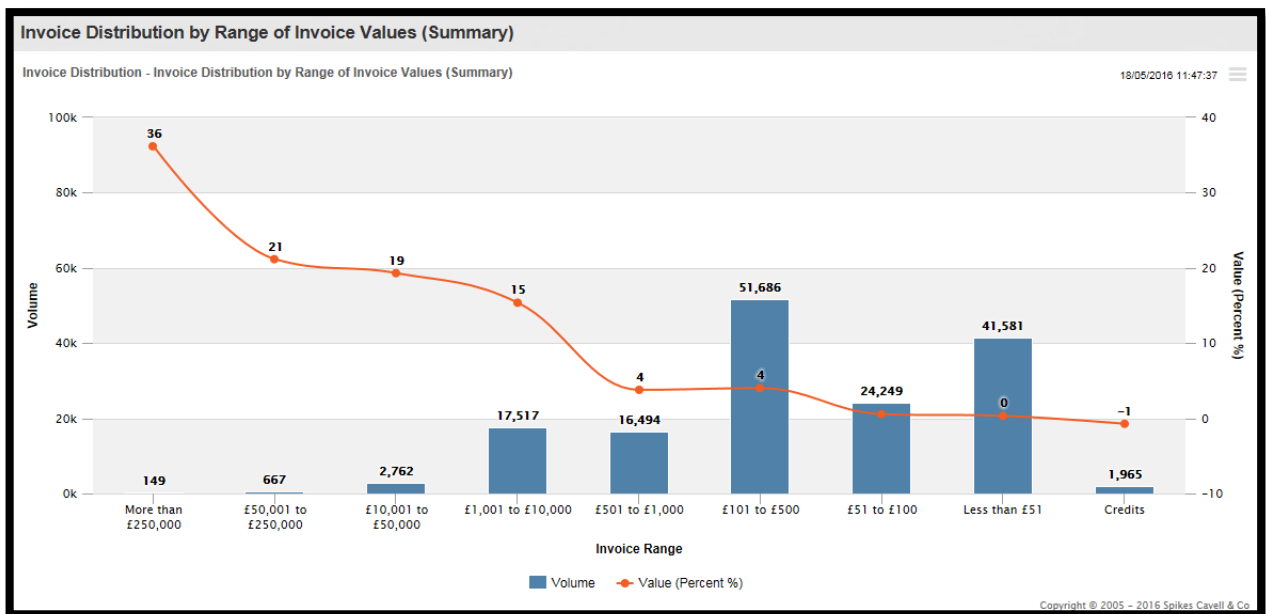 Invoice Distribution by Range of Invoice Values (Summary)
Invoice Distribution - Invoice Distribution by Range of Invoice Values (Summary)
18/05/2016 11:47:37
100k
80k
60k
40k
20k
0k
Volume
40
30
20
10
0
-10
Value (Percent %)
36
21
19
15
4
4
0
-1
149
667
2,762
17,517
16,494
51,686
24,249
41,581
1,965
More than
£250,000
£50,001 to
£250,000
£10,001 to
£50,000
£1,001 to £10,000
£501 to £1,000
£101 to £500
£51 to £100
Less than £51
Credits
Invoice Range
Volume
Value (Percent %)
Copyright © 2005 - 2016 Spikes Cavell & Co